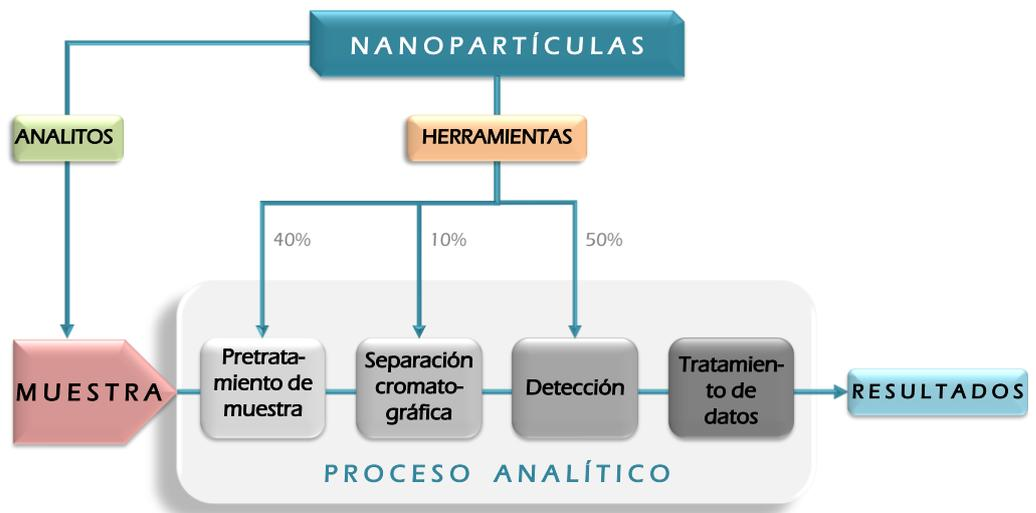 NANOPARTÍCULAS
ANALITOS
HERRAMIENTAS
40%
10%
50%
MUESTRA
Pretrata-
miento de
muestra
Separación
cromato-
gráfica
Detección
Tratamien-
to de
datos
RESULTADOS
PROCESO ANALÍTICO